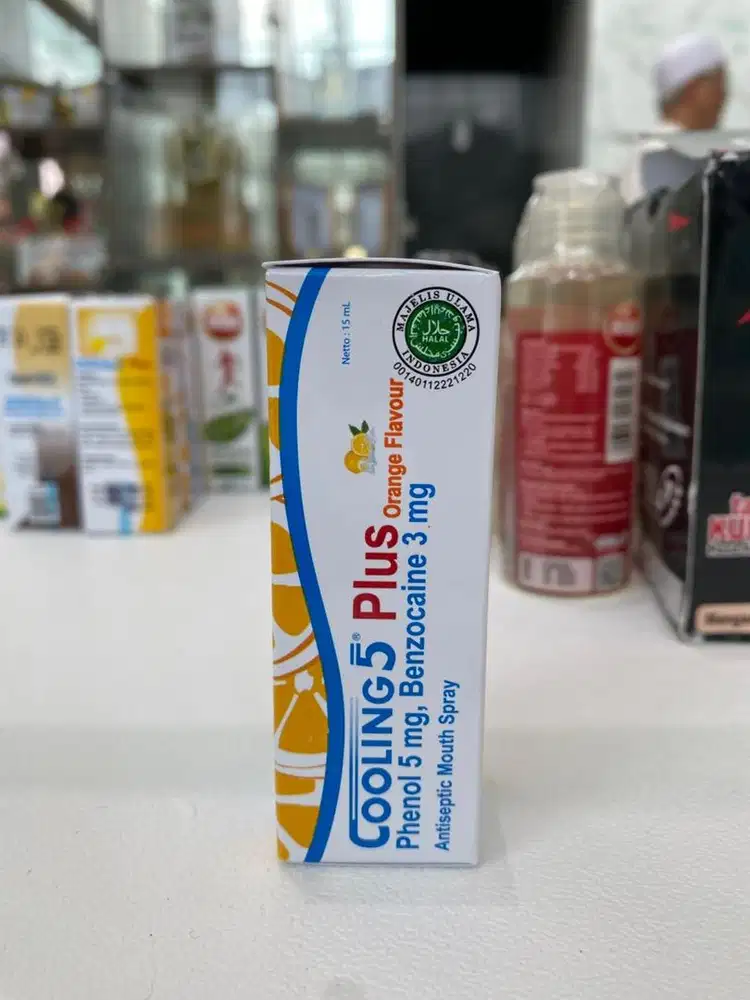 COOLING5® Plus Orange Flavour
Phenol 5 mg, Benzocaine 3 mg
Antiseptic Mouth Spray
Netto : 15 mL
MAJELIS ULAMA
حلال
HALAL
INDONESIA
00140112221220